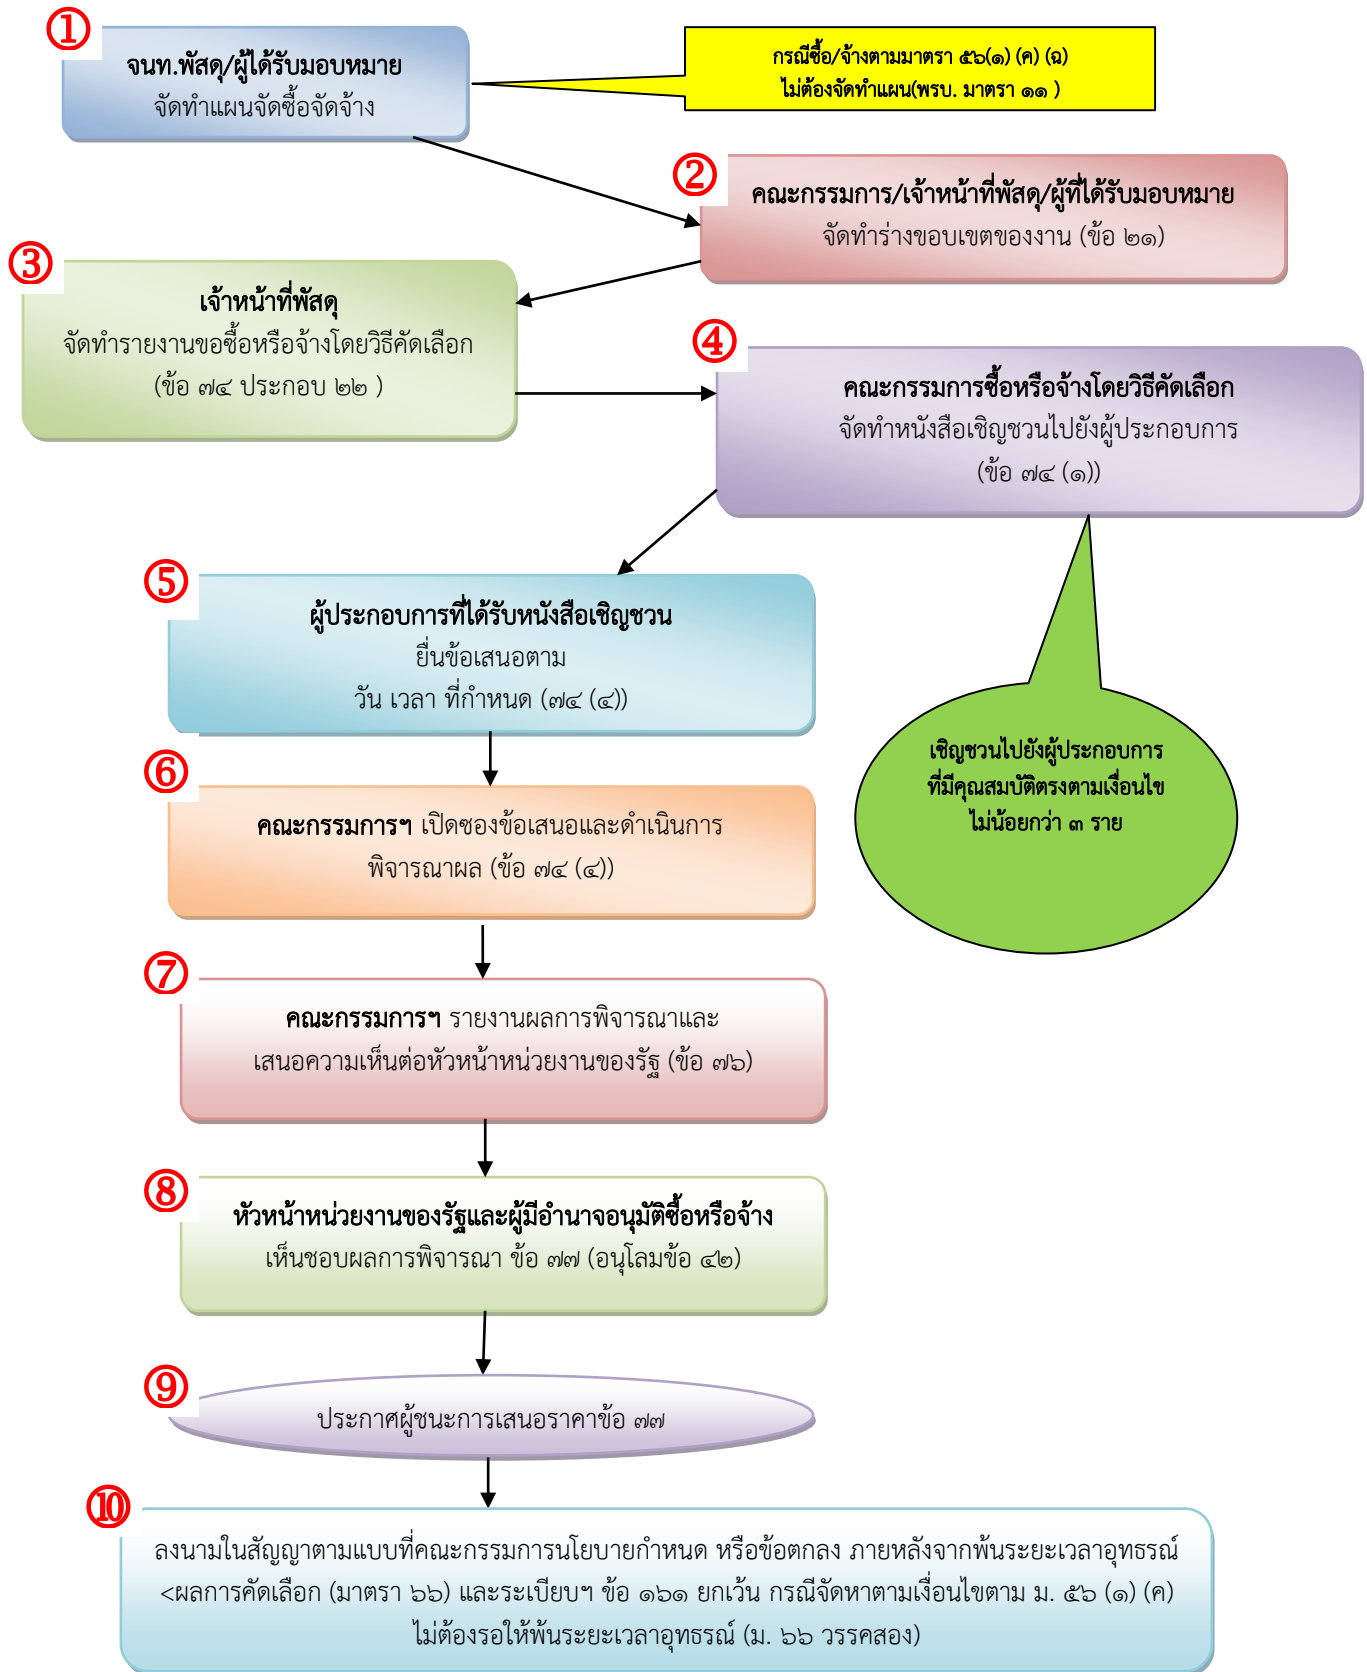 ①
จนท.พัสดุ/ผู้ได้รับมอบหมาย
จัดทำแผนจัดซื้อจัดจ้าง
กรณีซื้อ/จ้างตามมาตรา ๕๖(๑) (ค) (ฉ)
ไม่ต้องจัดทำแผน(พรบ. มาตรา ๑๑ )
②
คณะกรรมการ/เจ้าหน้าที่พัสดุ/ผู้ที่ได้รับมอบหมาย
จัดทำร่างขอบเขตของงาน (ข้อ ๒๑)
③
เจ้าหน้าที่พัสดุ
จัดทำรายงานขอซื้อหรือจ้างโดยวิธีคัดเลือก
(ข้อ ๗๔ ประกอบ ๒๒ )
④
คณะกรรมการซื้อหรือจ้างโดยวิธีคัดเลือก
จัดทำหนังสือเชิญชวนไปยังผู้ประกอบการ
(ข้อ ๗๔ (๑))
⑤
ผู้ประกอบการที่ได้รับหนังสือเชิญชวน
ยื่นข้อเสนอตาม
วัน เวลา ที่กำหนด (๗๔ (๔))
เชิญชวนไปยังผู้ประกอบการ
ที่มีคุณสมบัติตรงตามเงื่อนไข
ไม่น้อยกว่า ๓ ราย
⑥
คณะกรรมการฯ เปิดซองข้อเสนอและดำเนินการ
พิจารณาผล (ข้อ ๗๔ (๔))
⑦
คณะกรรมการฯ รายงานผลการพิจารณาและ
เสนอความเห็นต่อหัวหน้าหน่วยงานของรัฐ (ข้อ ๗๖)
⑧
หัวหน้าหน่วยงานของรัฐและผู้มีอำนาจอนุมัติซื้อหรือจ้าง
เห็นชอบผลการพิจารณา ข้อ ๗๗ (อนุโลมข้อ ๔๒)
⑨
ประกาศผู้ชนะการเสนอราคาข้อ ๗๗
⑩
ลงนามในสัญญาตามแบบที่คณะกรรมการนโยบายกำหนด หรือข้อตกลง ภายหลังจากพ้นระยะเวลาอุทธรณ์
<ผลการคัดเลือก (มาตรา ๖๖) และระเบียบฯ ข้อ ๑๖๑ ยกเว้น กรณีจัดหาตามเงื่อนไขตาม ม. ๕๖ (๑) (ค)
ไม่ต้องรอให้พ้นระยะเวลาอุทธรณ์ (ม. ๖๖ วรรคสอง)